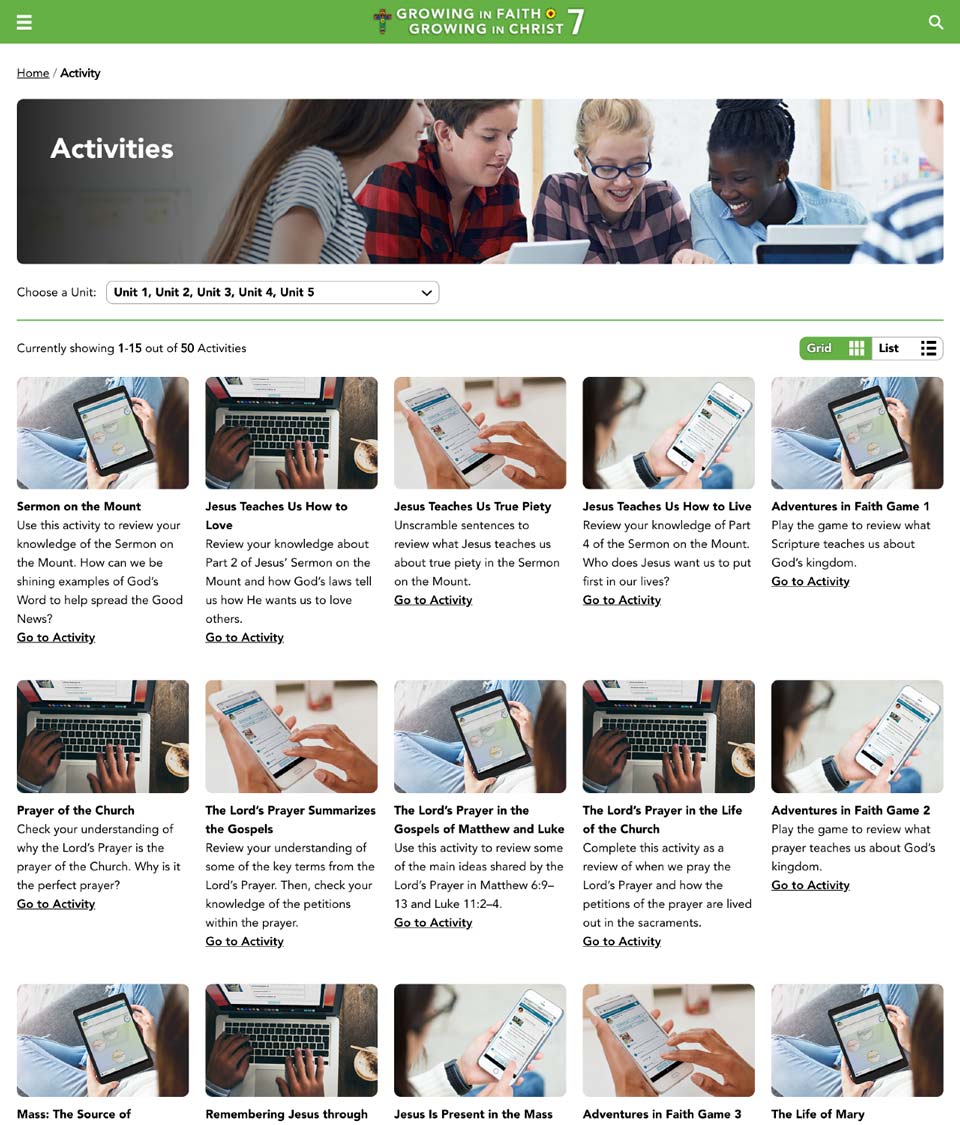 GROWING IN FAITH
GROWING IN CHRIST 7
Home / Activity
Activities
Choose a Unit: Unit 1, Unit 2, Unit 3, Unit 4, Unit 5
Currently showing 1-15 out of 50 Activities
Grid
List
Sermon on the Mount
Use this activity to review your
knowledge of the Sermon on
the Mount. How can we be
shining examples of God’s
Word to help spread the Good
News?
Go to Activity
Jesus Teaches Us How to
Love
Review your knowledge about
Part 2 of Jesus’ Sermon on the
Mount and how God’s laws tell
us how He wants us to love
others.
Go to Activity
Jesus Teaches Us True Piety
Unscramble sentences to
review what Jesus teaches us
about true piety in the Sermon
on the Mount.
Go to Activity
Jesus Teaches Us How to Live
Review your knowledge of Part
4 of the Sermon on the Mount.
Who does Jesus want us to put
first in our lives?
Go to Activity
Adventures in Faith Game 1
Play the game to review what
Scripture teaches us about
God’s kingdom.
Go to Activity
Prayer of the Church
Check your understanding of
why the Lord’s Prayer is the
prayer of the Church. Why is it
the perfect prayer?
Go to Activity
The Lord’s Prayer Summarizes
the Gospels
Review your understanding of
some of the key terms from the
Lord’s Prayer. Then, check your
knowledge of the petitions
within the prayer.
Go to Activity
The Lord’s Prayer in the
Gospels of Matthew and Luke
Use this activity to review some
of the main ideas shared by the
Lord’s Prayer in Matthew 6:9–
13 and Luke 11:2–4.
Go to Activity
The Lord’s Prayer in the Life
of the Church
Complete this activity as a
review of when we pray the
Lord’s Prayer and how the
petitions of the prayer are lived
out in the sacraments.
Go to Activity
Adventures in Faith Game 2
Play the game to review what
prayer teaches us about God’s
kingdom.
Go to Activity
Mass: The Source of
Remembering Jesus through
Jesus Is Present in the Mass
Adventures in Faith Game 3
The Life of Mary